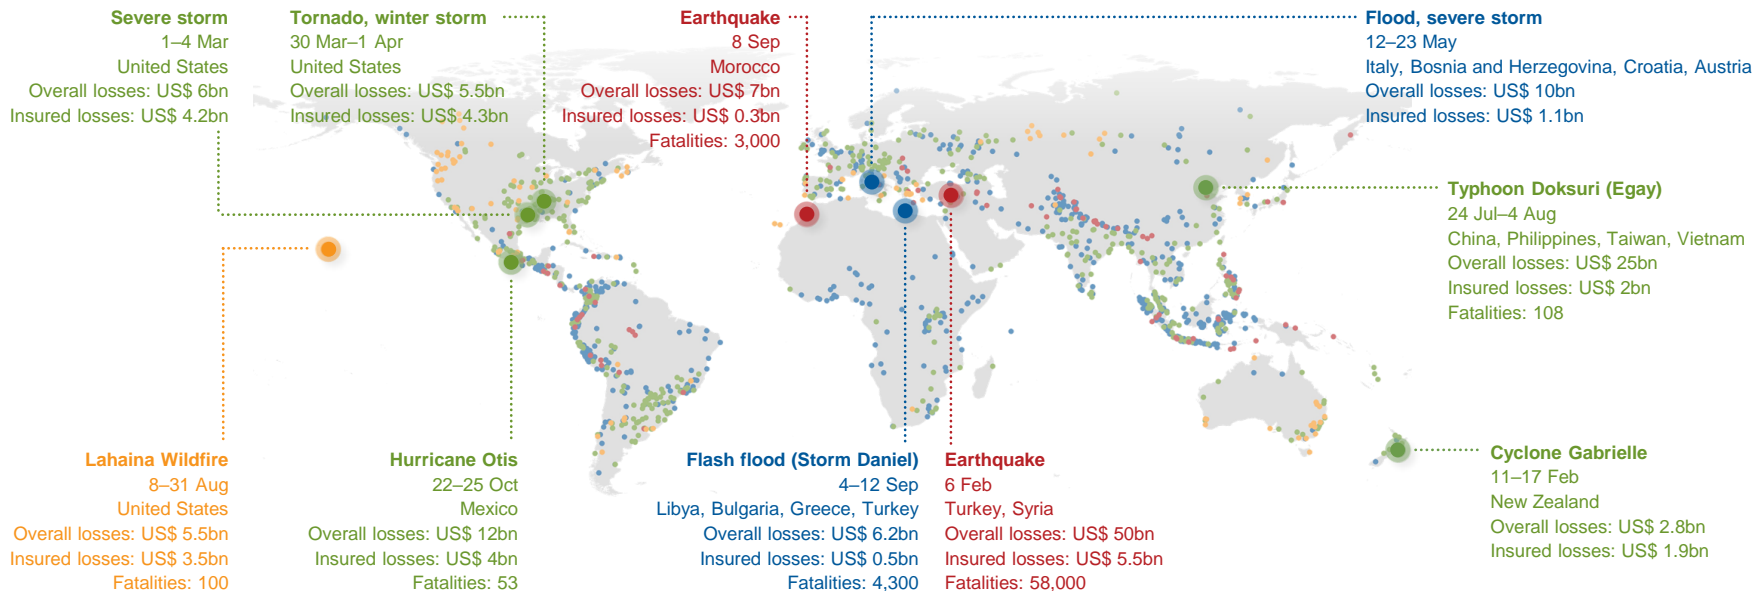 Severe storm
1–4 Mar
United States
Overall losses: US$ 6bn
Insured losses: US$ 4.2bn
Tornado, winter storm
30 Mar–1 Apr
United States
Overall losses: US$ 5.5bn
Insured losses: US$ 4.3bn
Earthquake
8 Sep
Morocco
Overall losses: US$ 7bn
Insured losses: US$ 0.3bn
Fatalities: 3,000
Flood, severe storm
12–23 May
Italy, Bosnia and Herzegovina, Croatia, Austria
Overall losses: US$ 10bn
Insured losses: US$ 1.1bn
Typhoon Doksuri (Egay)
24 Jul–4 Aug
China, Philippines, Taiwan, Vietnam
Overall losses: US$ 25bn
Insured losses: US$ 2bn
Fatalities: 108
Lahaina Wildfire
8–31 Aug
United States
Overall losses: US$ 5.5bn
Insured losses: US$ 3.5bn
Fatalities: 100
Hurricane Otis
22–25 Oct
Mexico
Overall losses: US$ 12bn
Insured losses: US$ 4bn
Fatalities: 53
Flash flood (Storm Daniel)
4–12 Sep
Libya, Bulgaria, Greece, Turkey
Overall losses: US$ 6.2bn
Insured losses: US$ 0.5bn
Fatalities: 4,300
Earthquake
6 Feb
Turkey, Syria
Overall losses: US$ 50bn
Insured losses: US$ 5.5bn
Fatalities: 58,000
Cyclone Gabrielle
11–17 Feb
New Zealand
Overall losses: US$ 2.8bn
Insured losses: US$ 1.9bn